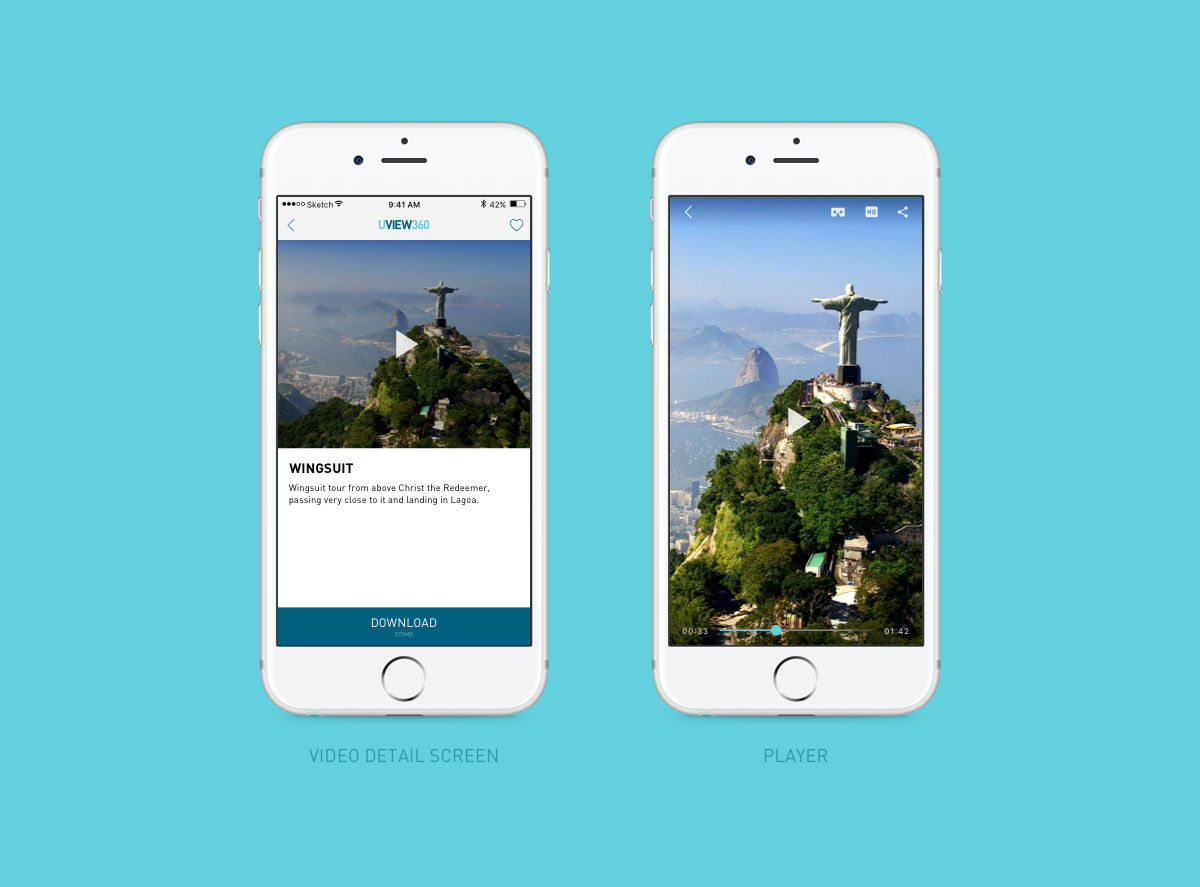 Sketch 9:41 AM 42%
UVIEW360
WINGSUIT
Wingsuit tour from above Christ the Redeemer,
passing very close to it and landing in Lagoa.
DOWNLOAD
570MB
VIDEO DETAIL SCREEN
HQ
00:33 01:42
PLAYER